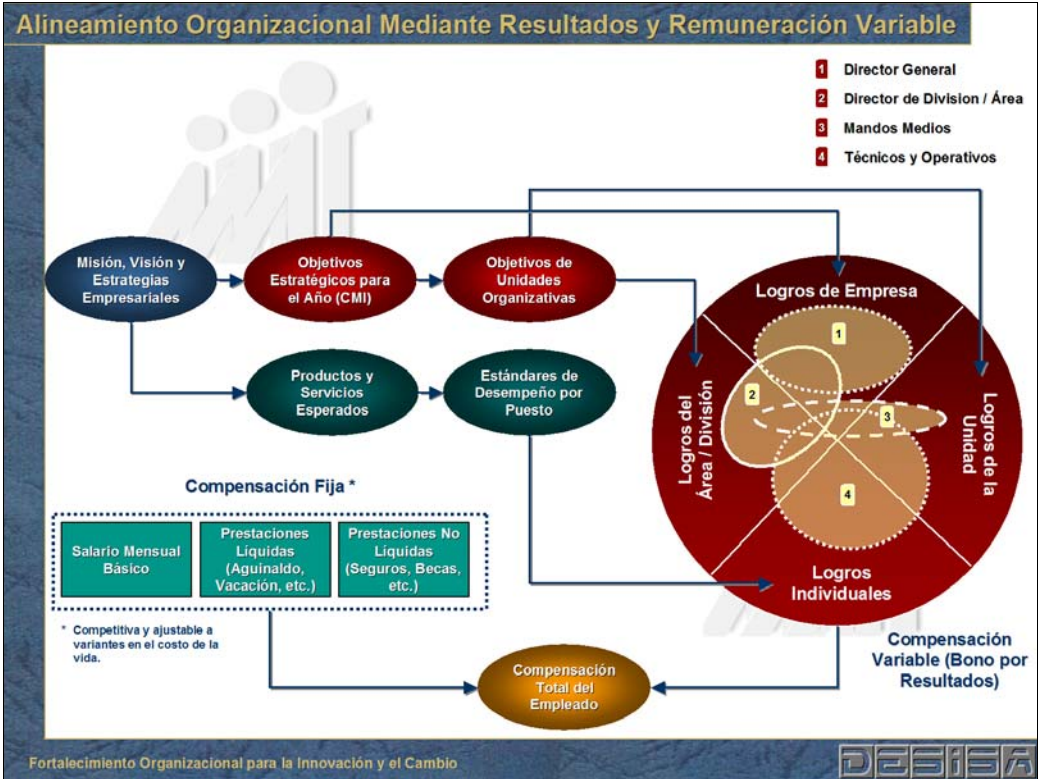 Alineamiento Organizacional Mediante Resultados y Remuneración Variable
1 Director General
2 Director de Division / Área
3 Mandos Medios
4 Técnicos y Operativos
Misión, Visión y
Estrategias
Empresariales
Objetivos
Estratégicos para
el Año (CMI)
Objetivos de
Unidades
Organizativas
Productos y
Servicios
Esperados
Estándares de
Desempeño por
Puesto
Logros de Empresa
1
2
3
4
Logros del
Área / División
Logros de la
Unidad
Logros
Individuales
Compensación Fija *
Salario Mensual
Básico
Prestaciones
Líquidas
(Aguinaldo,
Vacación, etc.)
Prestaciones No
Líquidas
(Seguros, Becas,
etc.)
* Competitiva y ajustable a
variantes en el costo de la
vida.
Compensación
Total del
Empleado
Compensación
Variable (Bono por
Resultados)
Fortalecimiento Organizacional para la Innovación y el Cambio
DESISA